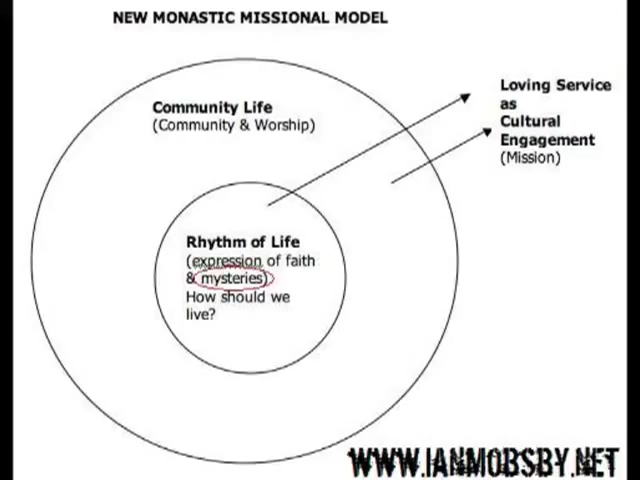 NEW MONASTIC MISSIONAL MODEL
Community Life
(Community & Worship)
Loving Service
as
Cultural
Engagement
(Mission)
Rhythm of Life
(expression of faith
& mysteries)
How should we
live?
WWW.IANMOBSBY.NET